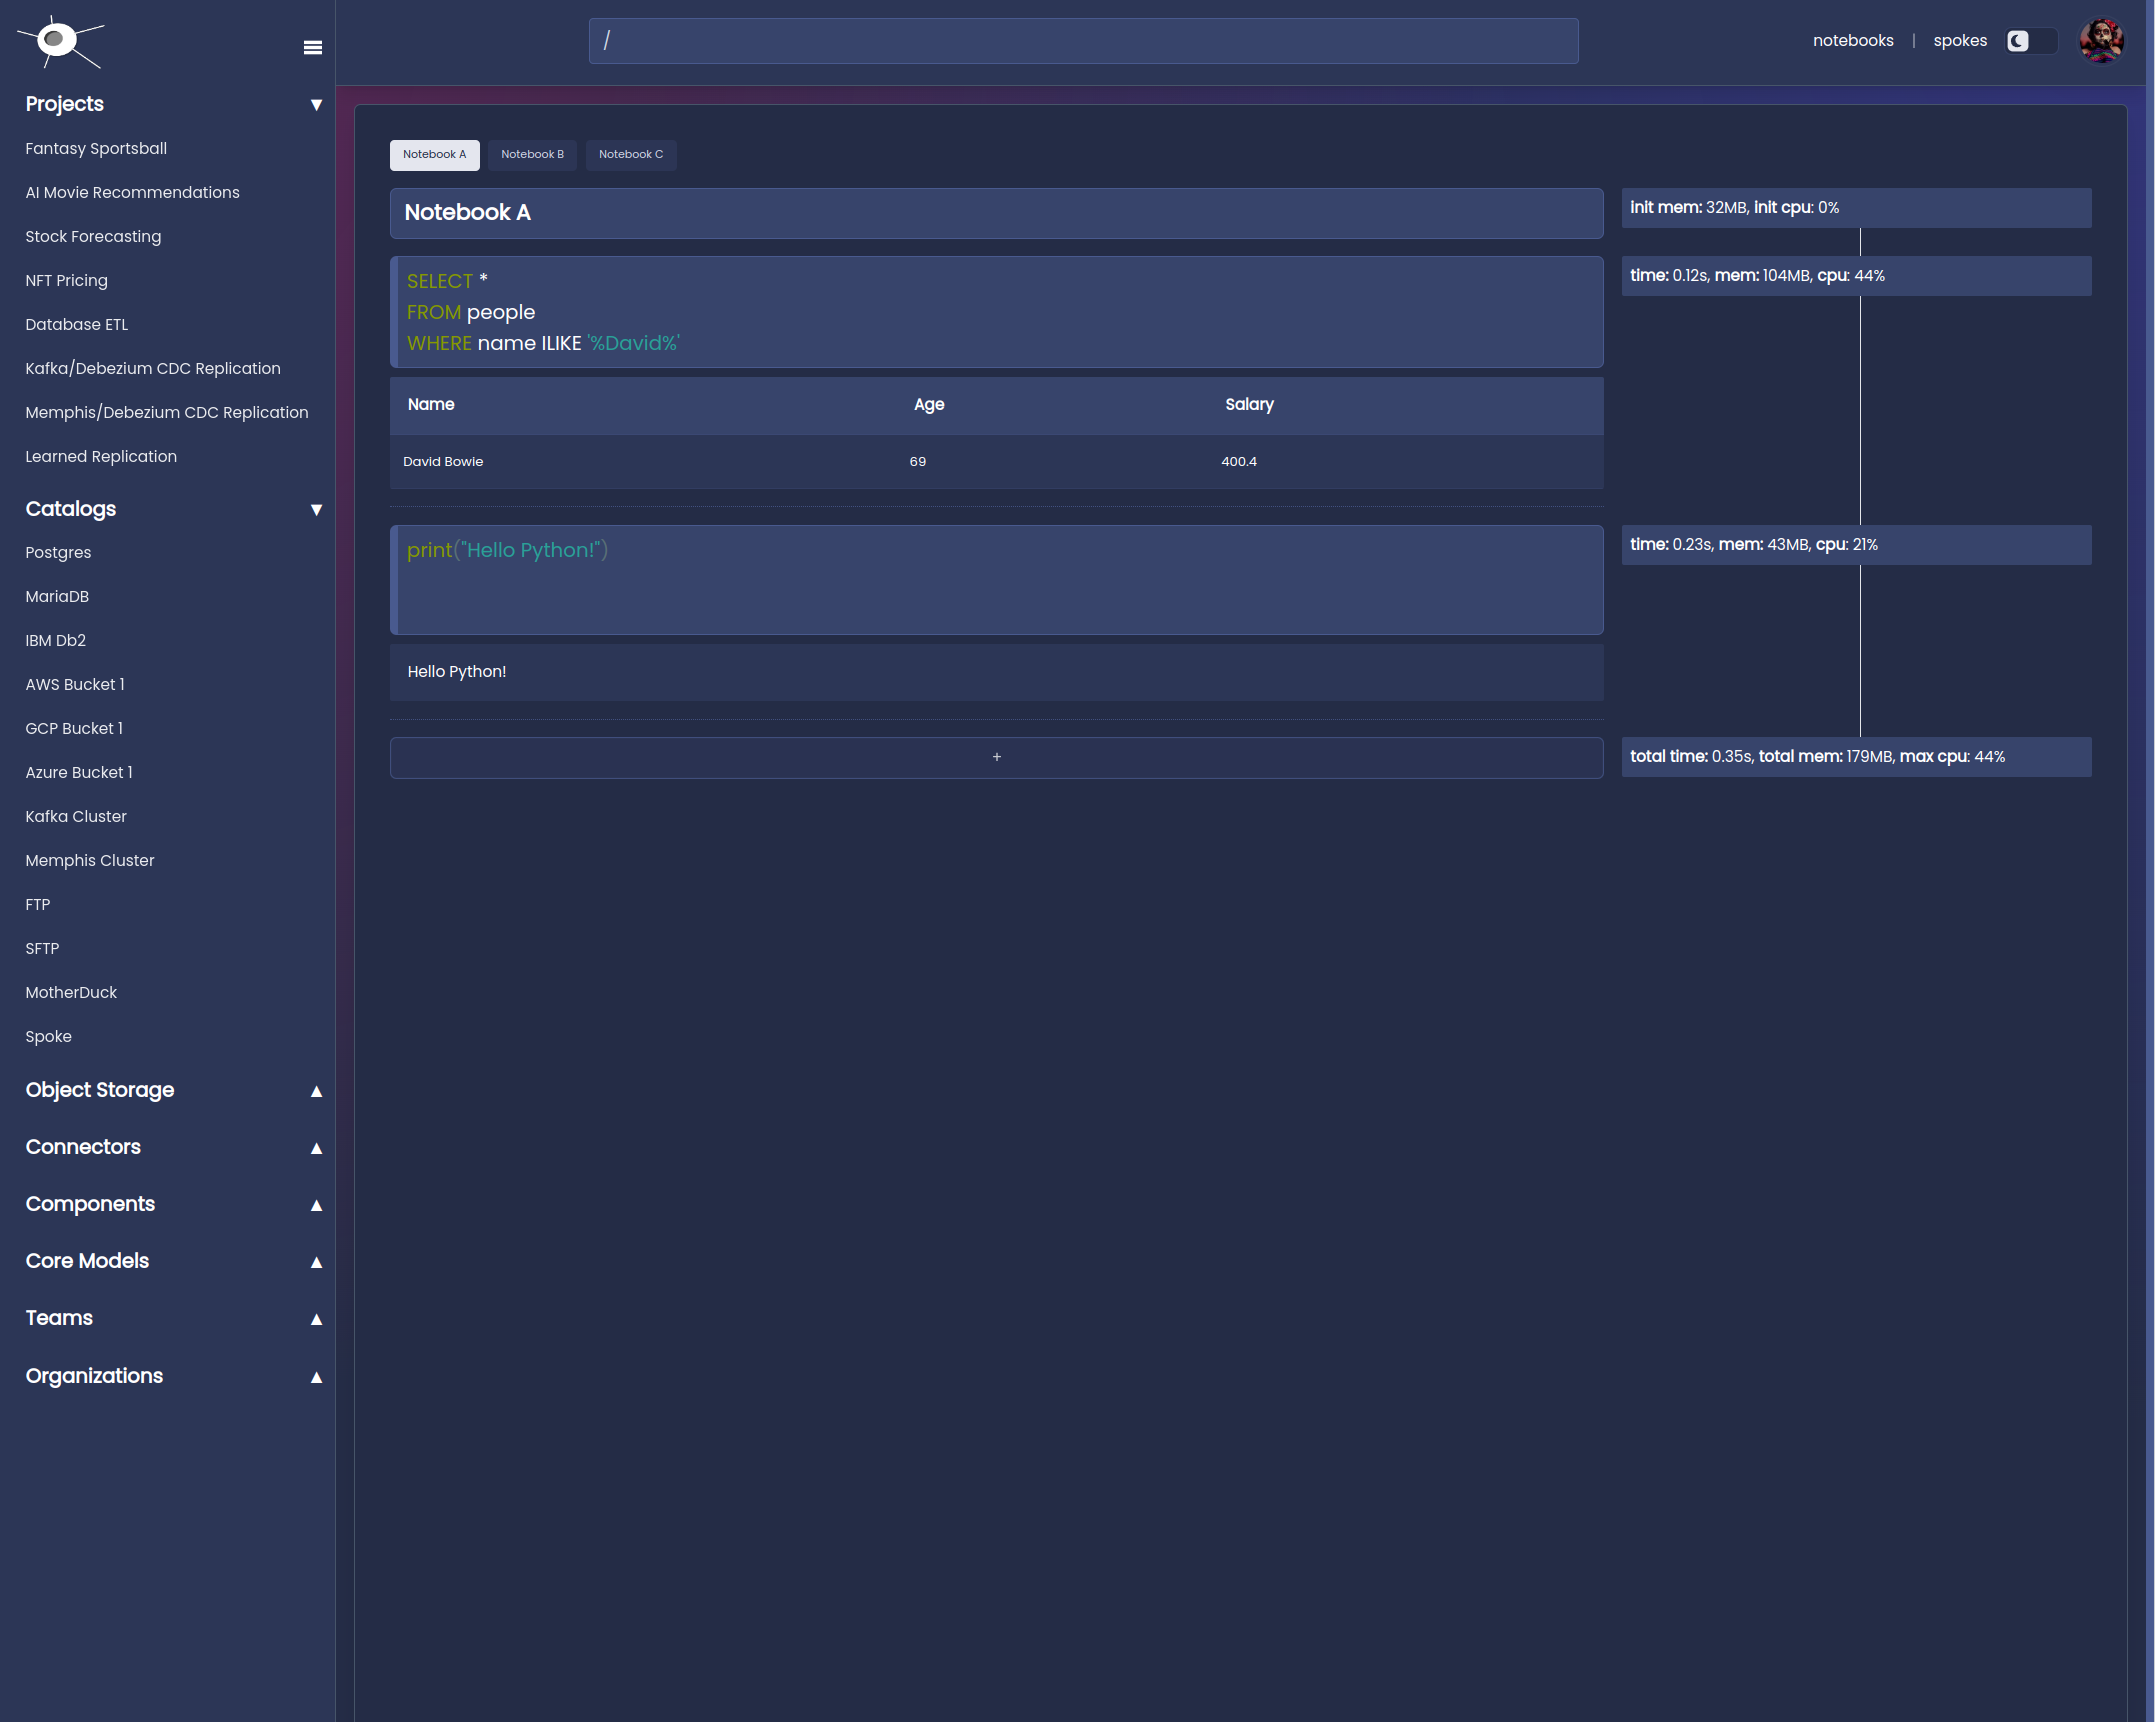 /
notebooks | spokes
Projects ▼
Fantasy Sportsball
AI Movie Recommendations
Stock Forecasting
NFT Pricing
Database ETL
Kafka/Debezium CDC Replication
Memphis/Debezium CDC Replication
Learned Replication
Catalogs ▼
Postgres
MariaDB
IBM Db2
AWS Bucket 1
GCP Bucket 1
Azure Bucket 1
Kafka Cluster
Memphis Cluster
FTP
SFTP
MotherDuck
Spoke
Object Storage ▲
Connectors ▲
Components ▲
Core Models ▲
Teams ▲
Organizations ▲
Notebook A Notebook B Notebook C
Notebook A
init mem: 32MB, init cpu: 0%
SELECT *
FROM people
WHERE name ILIKE '%David%'
time: 0.12s, mem: 104MB, cpu: 44%
Name Age Salary
David Bowie 69 400.4
print("Hello Python!")
time: 0.23s, mem: 43MB, cpu: 21%
Hello Python!
+
total time: 0.35s, total mem: 179MB, max cpu: 44%